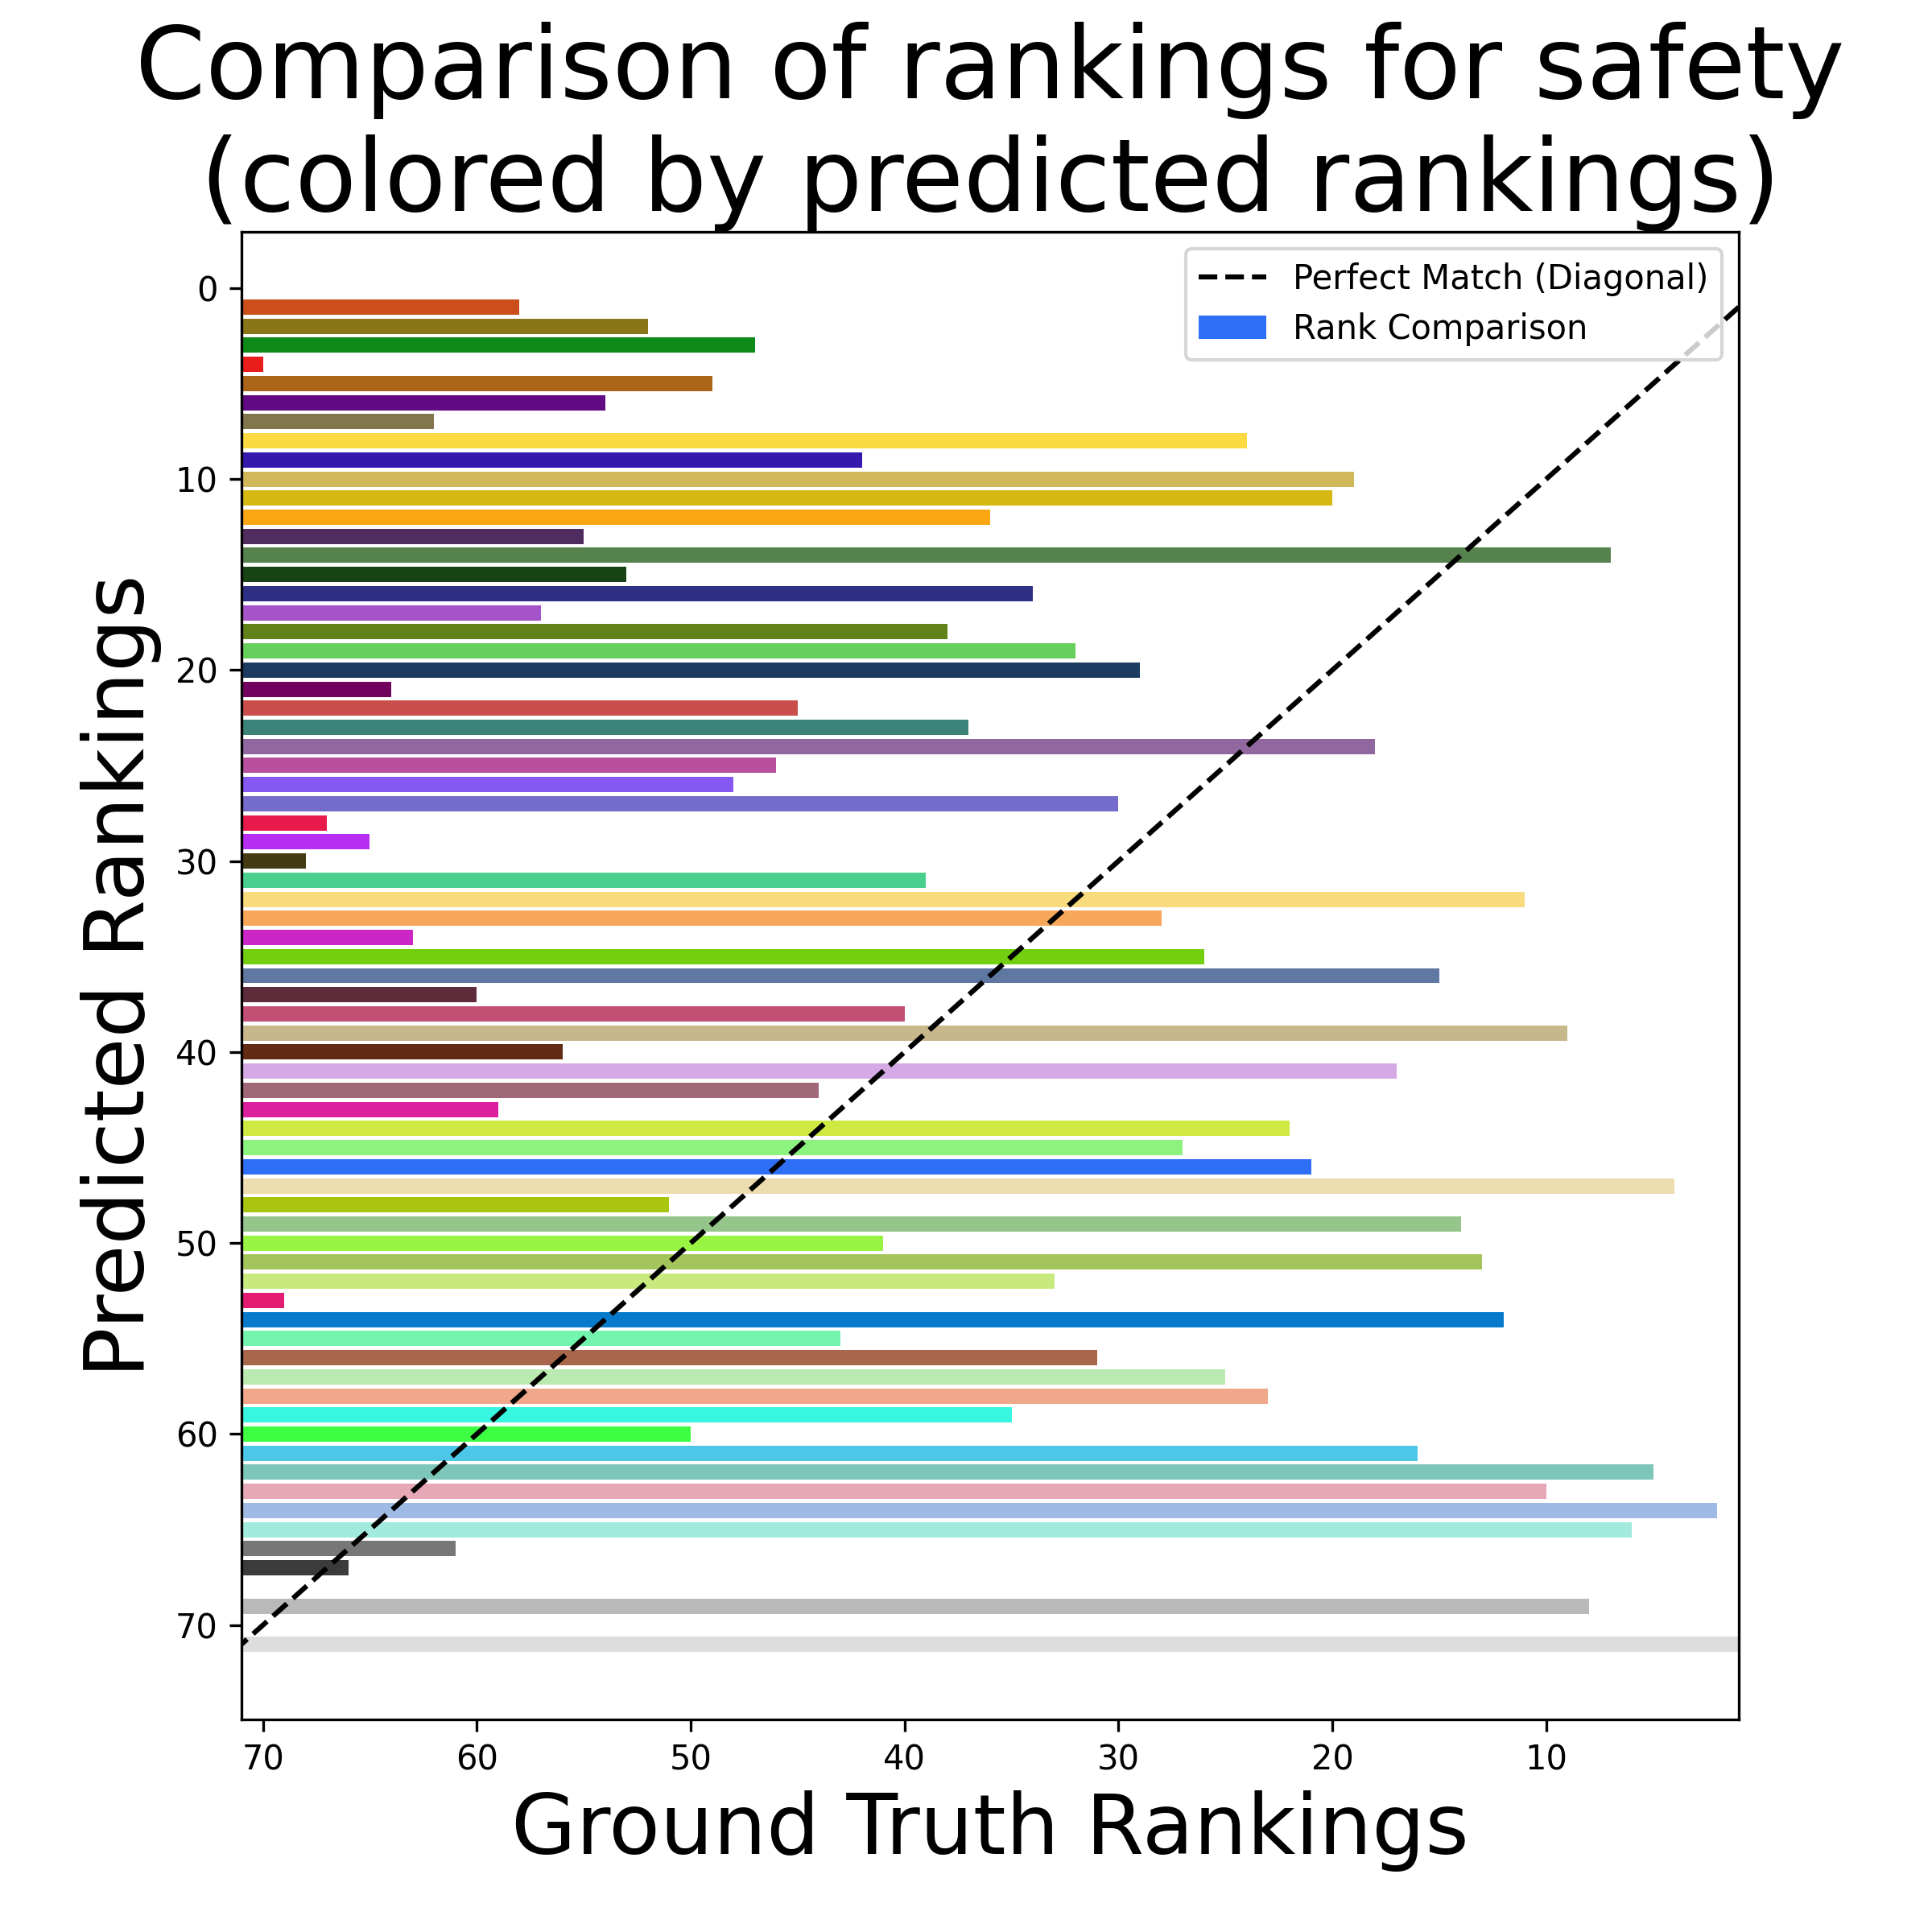 Comparison of rankings for safety
(colored by predicted rankings)
Perfect Match (Diagonal)
Rank Comparison
Predicted Rankings
0
10
20
30
40
50
60
70
70 60 50 40 30 20 10
Ground Truth Rankings